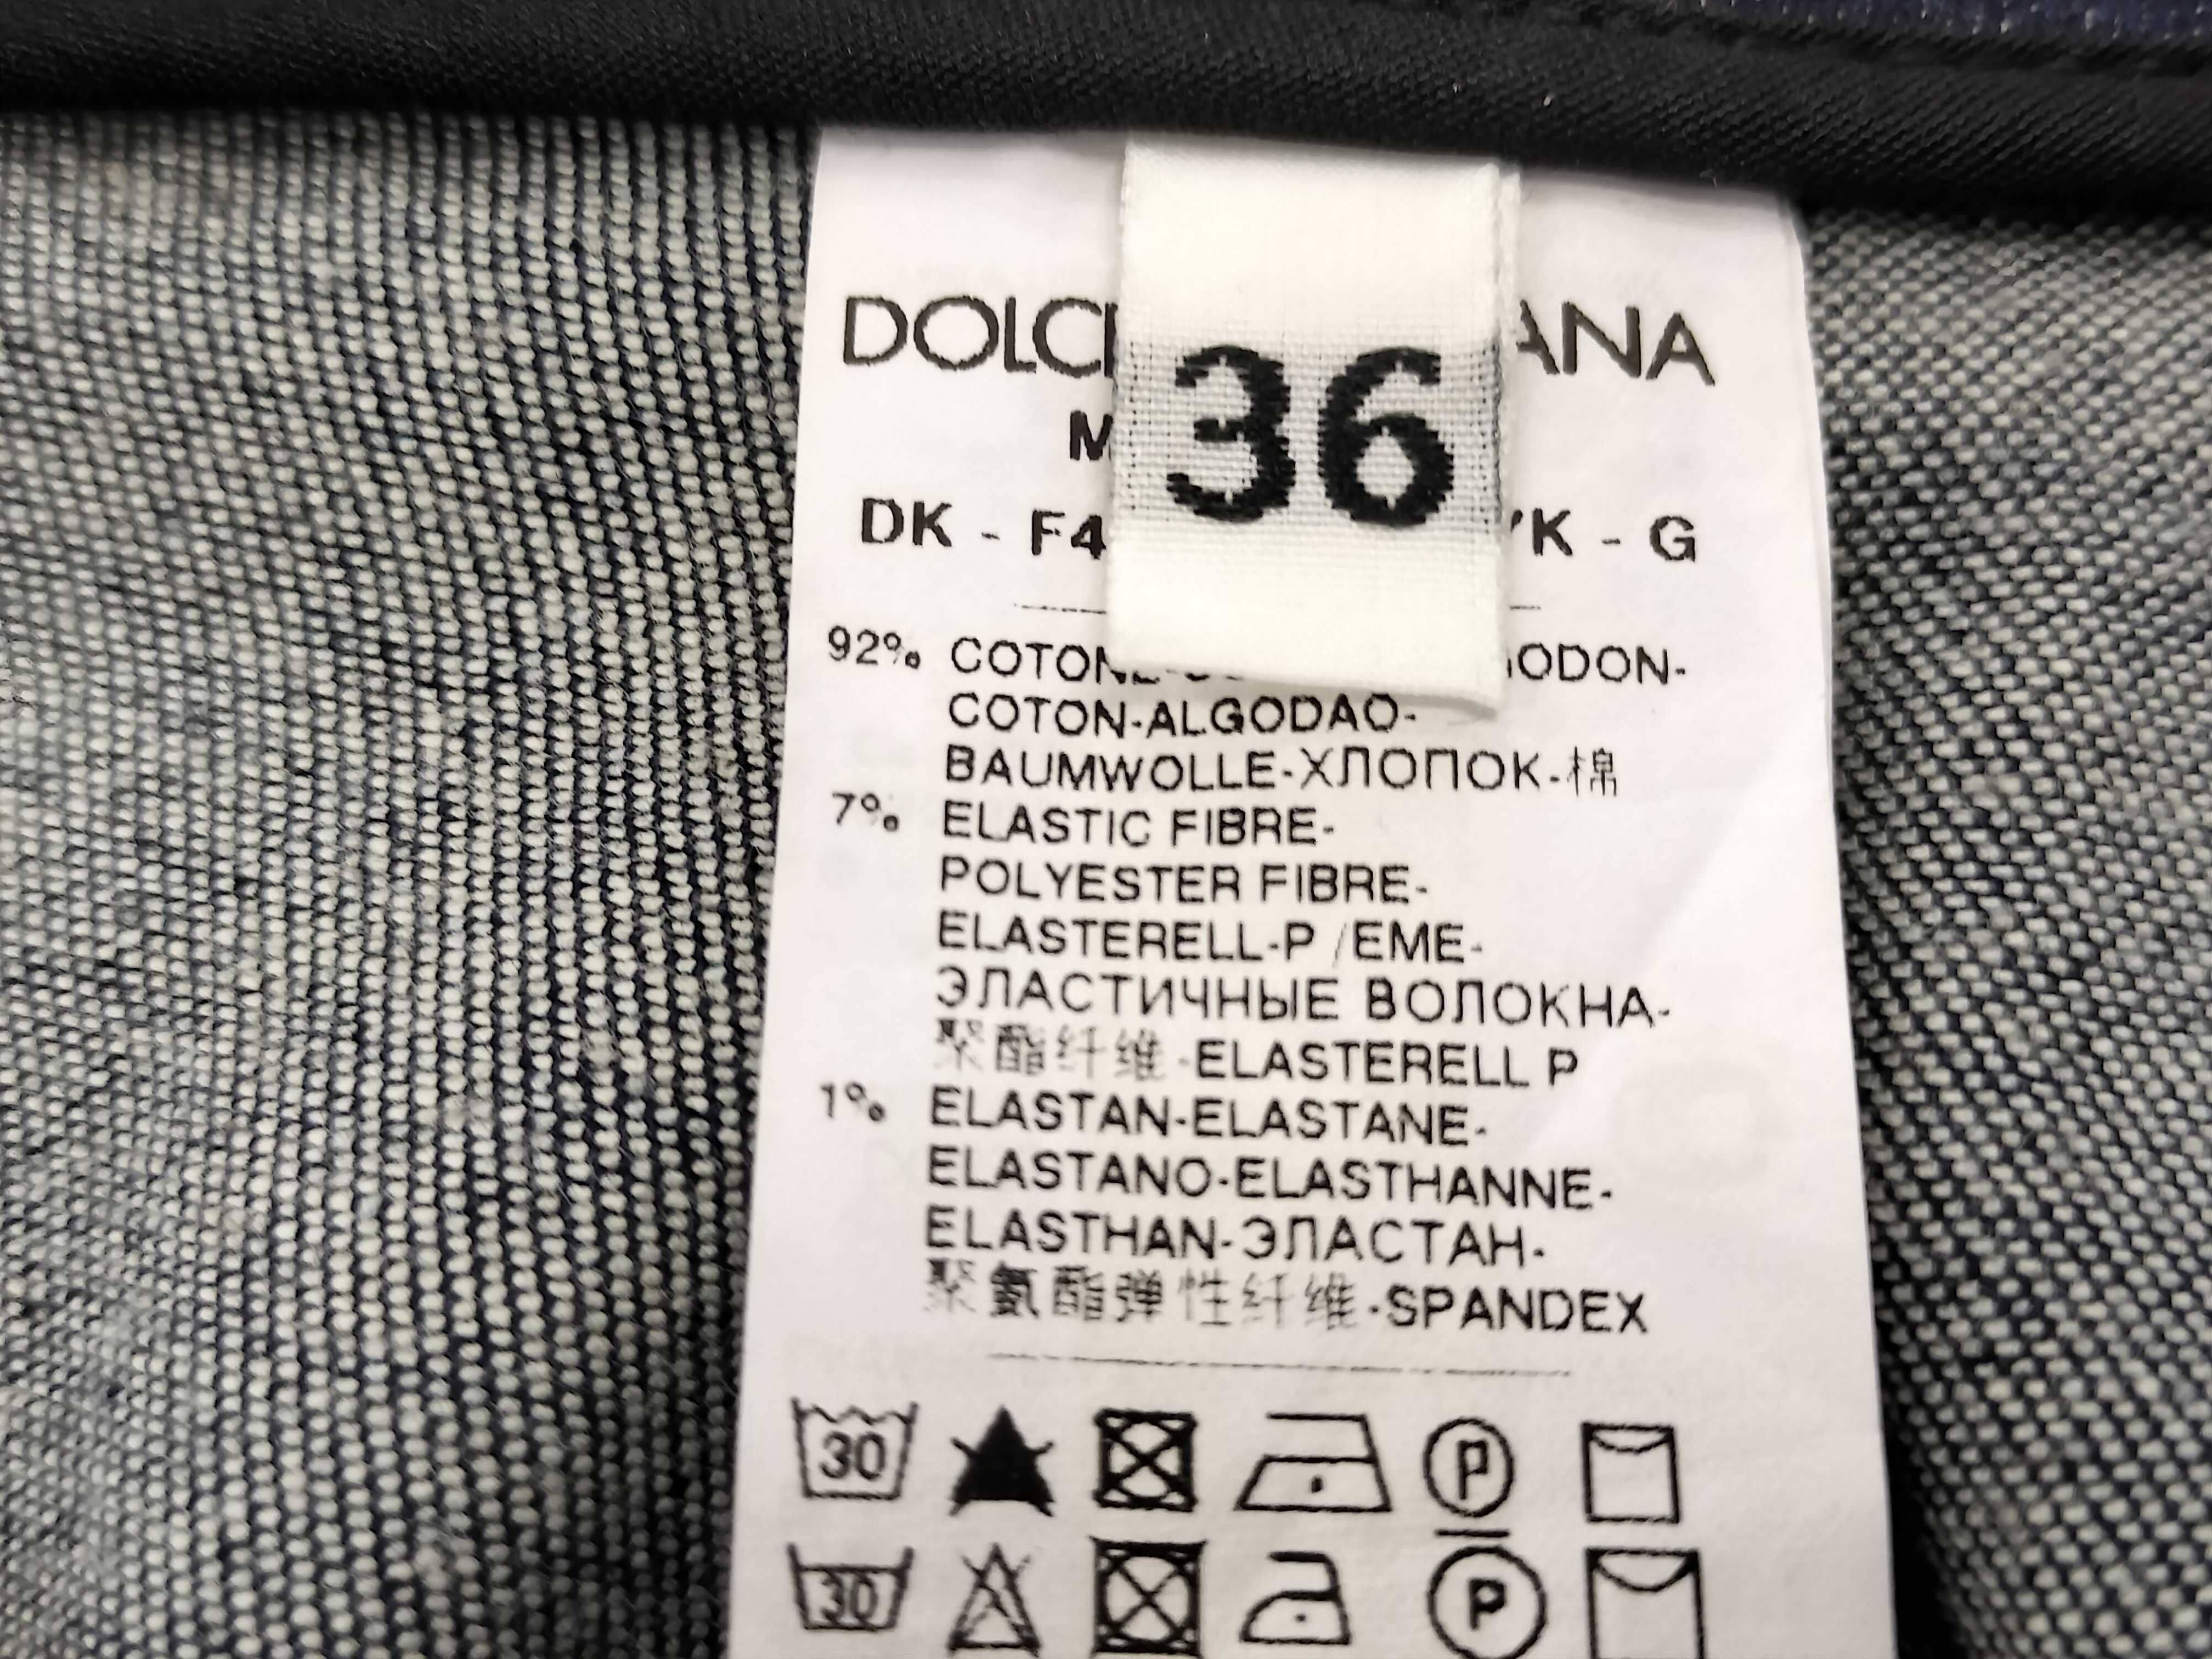 DOLC ANA
36
M
DK - F4 YK - G
92% COTONE- ODON-
COTON-ALGODAO-
BAUMWOLLE-ХЛОПОК-棉
7% ELASTIC FIBRE-
POLYESTER FIBRE-
ELASTERELL-P /EME-
ЭЛАСТИЧНЫЕ ВОЛОКНА-
聚酯纤维-ELASTERELL P
1% ELASTAN-ELASTANE-
ELASTANO-ELASTHANNE-
ELASTHAN-ЭЛАСТАН-
聚氨酯弹性纤维-SPANDEX
30 P
30 P